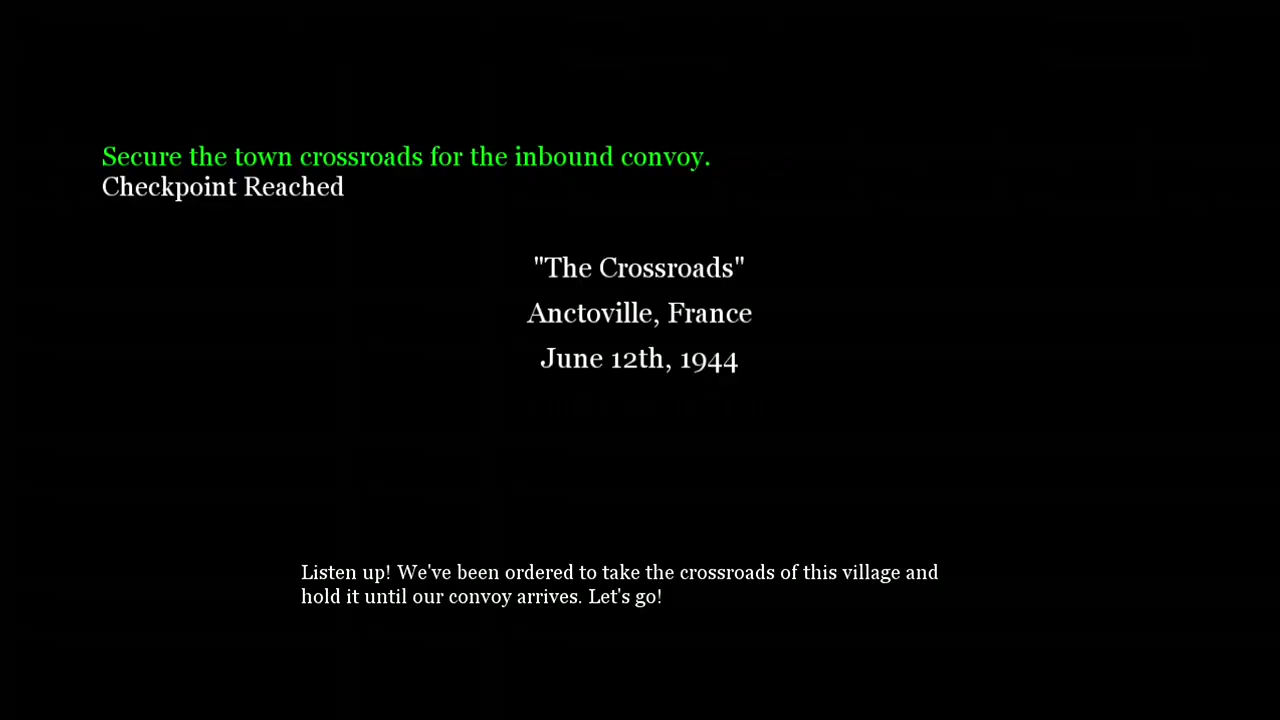 Secure the town crossroads for the inbound convoy.
Checkpoint Reached
"The Crossroads"
Anctoville, France
June 12th, 1944
Listen up! We've been ordered to take the crossroads of this village and
hold it until our convoy arrives. Let's go!